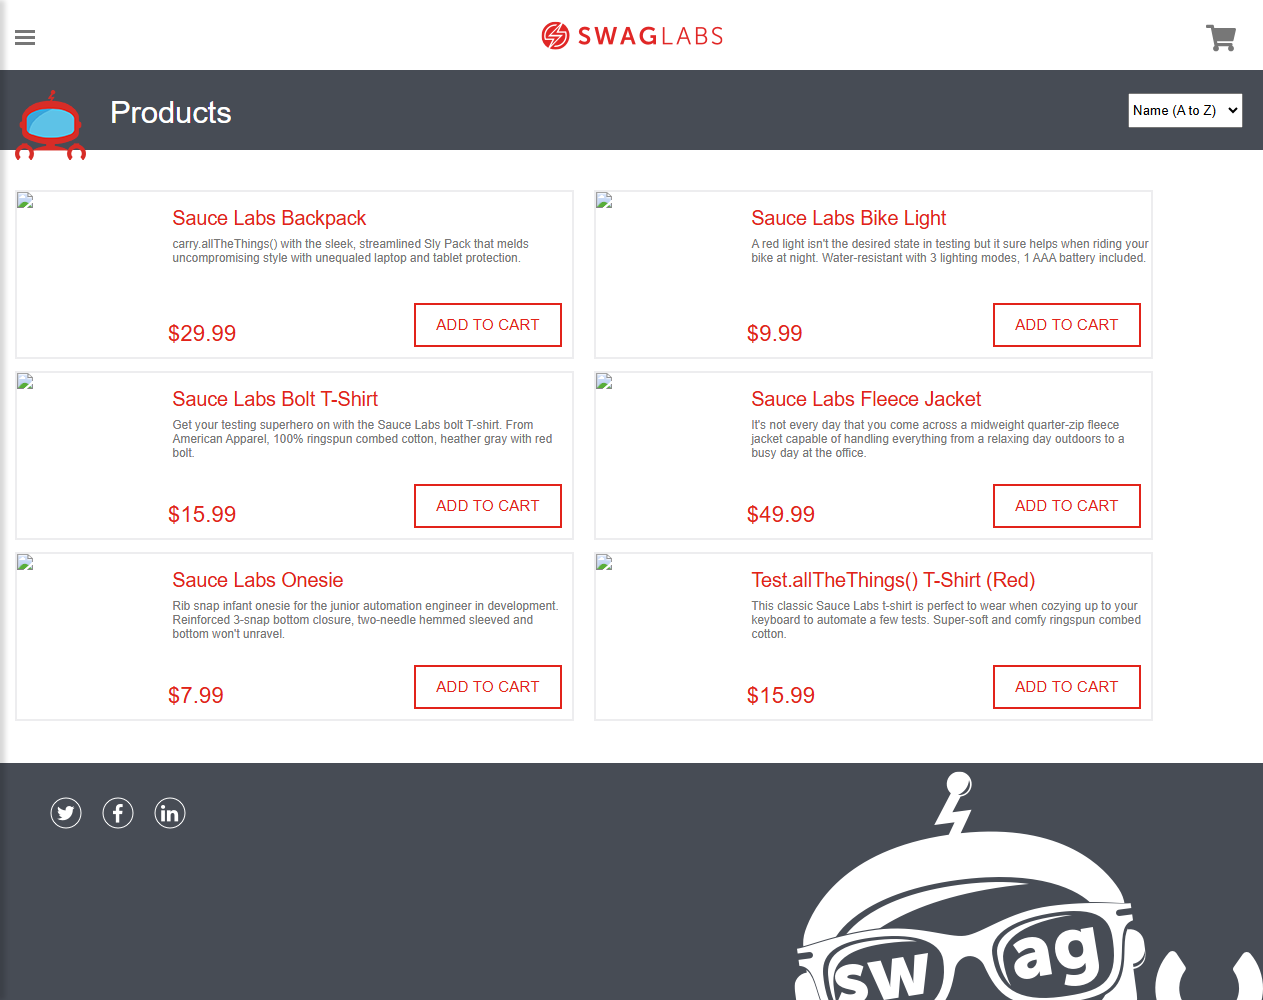 SWAGLABS
Products
Name (A to Z)
Sauce Labs Backpack
carry.allTheThings() with the sleek, streamlined Sly Pack that melds
uncompromising style with unequaled laptop and tablet protection.
$29.99
ADD TO CART
Sauce Labs Bike Light
A red light isn't the desired state in testing but it sure helps when riding your
bike at night. Water-resistant with 3 lighting modes, 1 AAA battery included.
$9.99
ADD TO CART
Sauce Labs Bolt T-Shirt
Get your testing superhero on with the Sauce Labs bolt T-shirt. From
American Apparel, 100% ringspun combed cotton, heather gray with red
bolt.
$15.99
ADD TO CART
Sauce Labs Fleece Jacket
It's not every day that you come across a midweight quarter-zip fleece
jacket capable of handling everything from a relaxing day outdoors to a
busy day at the office.
$49.99
ADD TO CART
Sauce Labs Onesie
Rib snap infant onesie for the junior automation engineer in development.
Reinforced 3-snap bottom closure, two-needle hemmed sleeved and
bottom won't unravel.
$7.99
ADD TO CART
Test.allTheThings() T-Shirt (Red)
This classic Sauce Labs t-shirt is perfect to wear when cozying up to your
keyboard to automate a few tests. Super-soft and comfy ringspun combed
cotton.
$15.99
ADD TO CART
in
sw ag